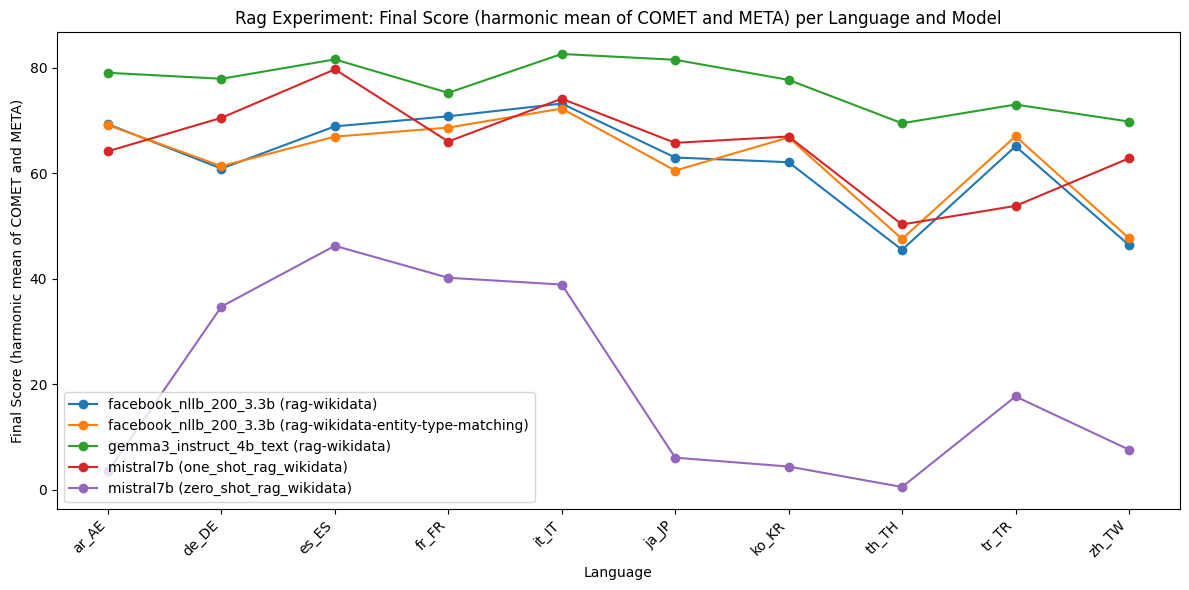 Rag Experiment: Final Score (harmonic mean of COMET and META) per Language and Model
Final Score (harmonic mean of COMET and META)
80
60
40
20
0
facebook_nllb_200_3.3b (rag-wikidata)
facebook_nllb_200_3.3b (rag-wikidata-entity-type-matching)
gemma3_instruct_4b_text (rag-wikidata)
mistral7b (one_shot_rag_wikidata)
mistral7b (zero_shot_rag_wikidata)
ar_AE
de_DE
es_ES
fr_FR
it_IT
ja_JP
ko_KR
th_TH
tr_TR
zh_TW
Language